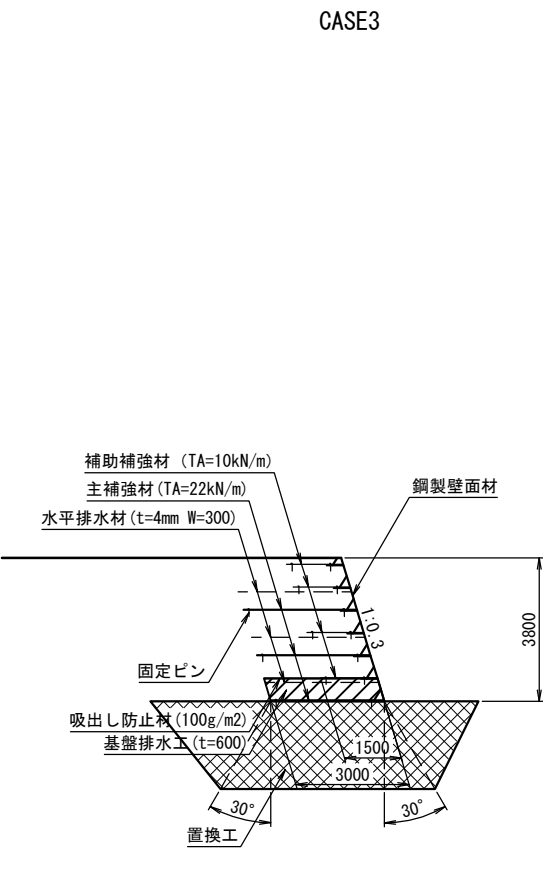 CASE3
補助補強材 (TA=10kN/m)
主補強材(TA=22kN/m)
水平排水材(t=4mm W=300)
鋼製壁面材
1:0.3
3800
固定ピン
吸出し防止材(100g/m2)
基盤排水工(t=600)
1500
3000
30°
30°
置換工